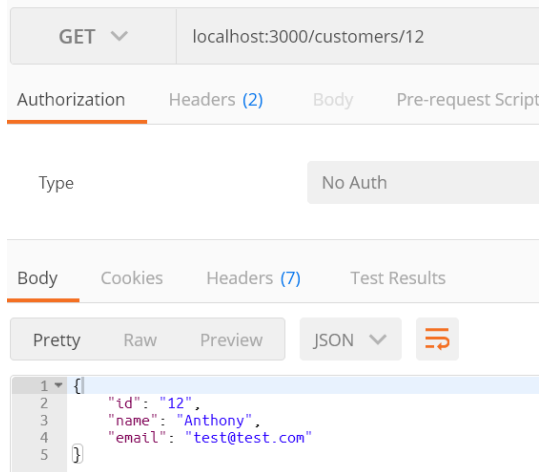 GET localhost:3000/customers/12
Authorization Headers (2) Body Pre-request Script
Type No Auth
Body Cookies Headers (7) Test Results
Pretty Raw Preview JSON
1 {
2 "id": "12",
3 "name": "Anthony",
4 "email": "test@test.com"
5 }